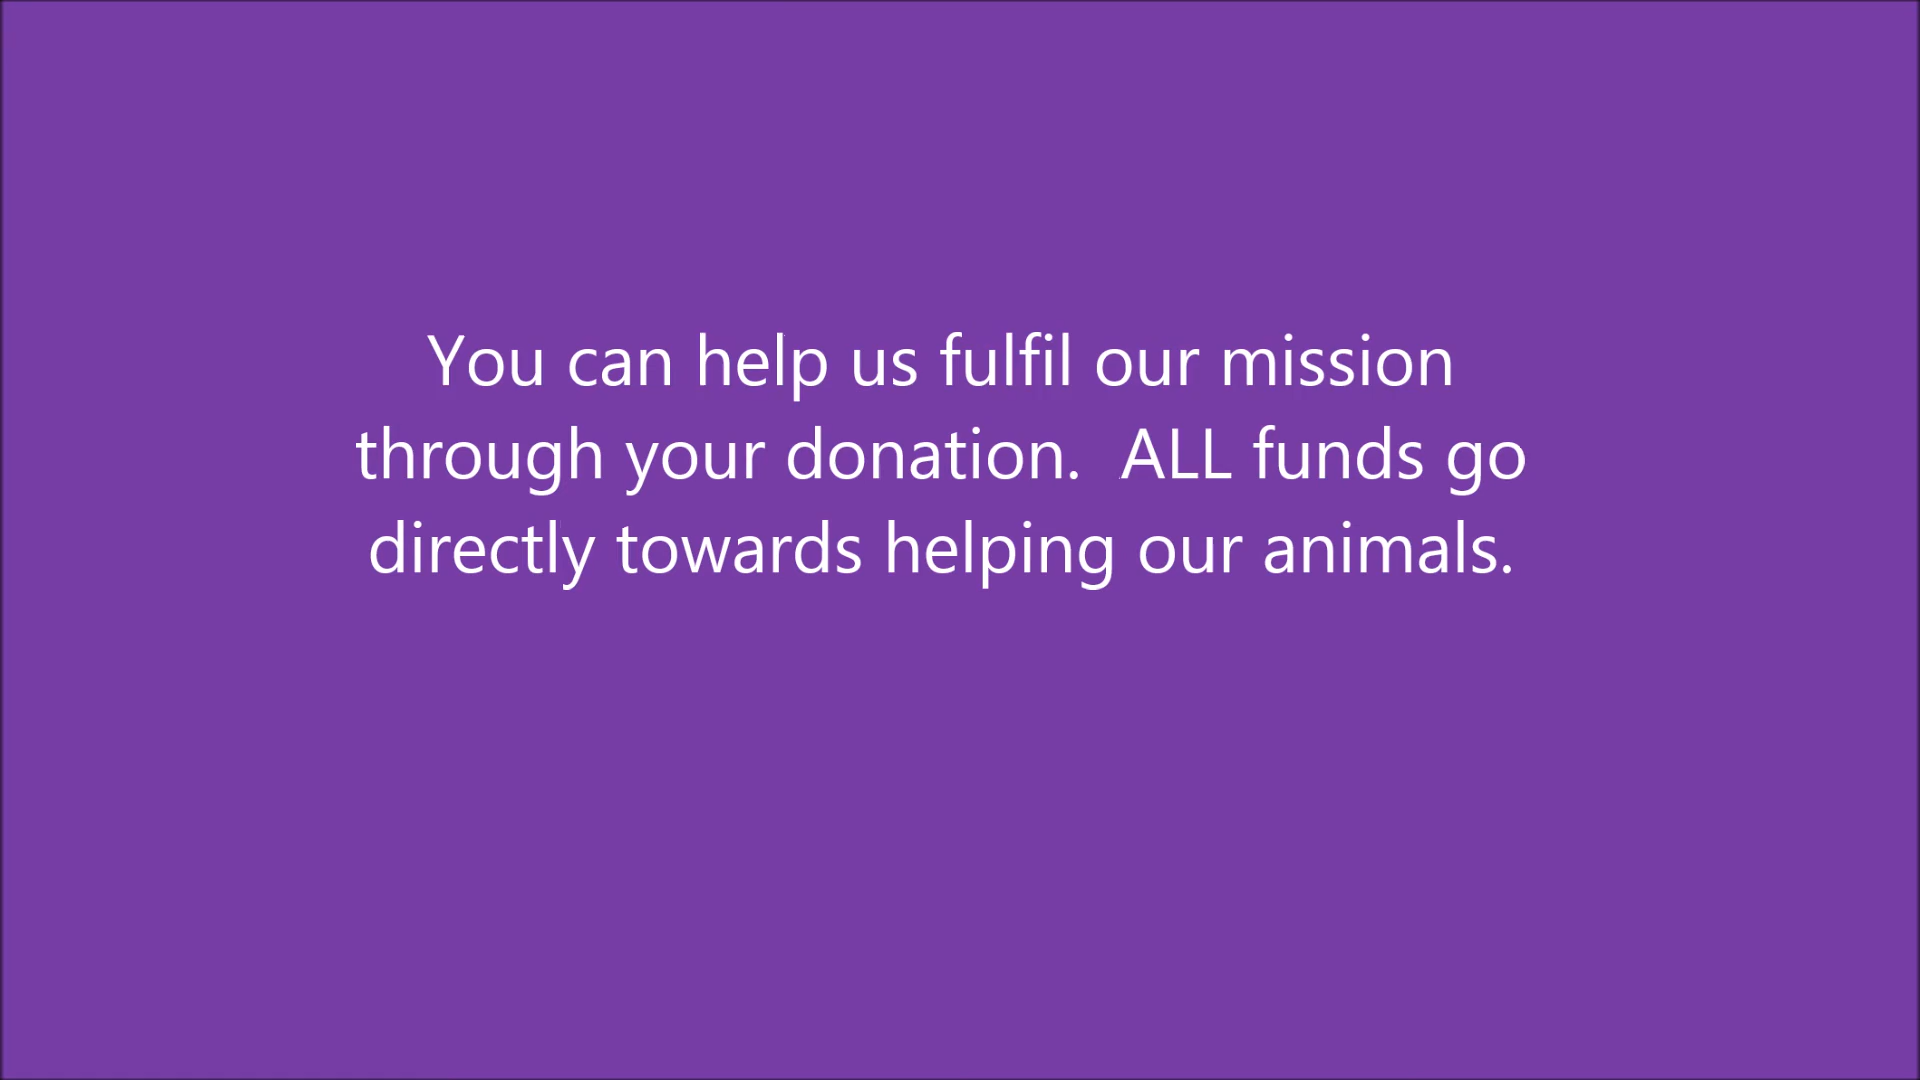 You can help us fulfil our mission
through your donation.  ALL funds go
directly towards helping our animals.